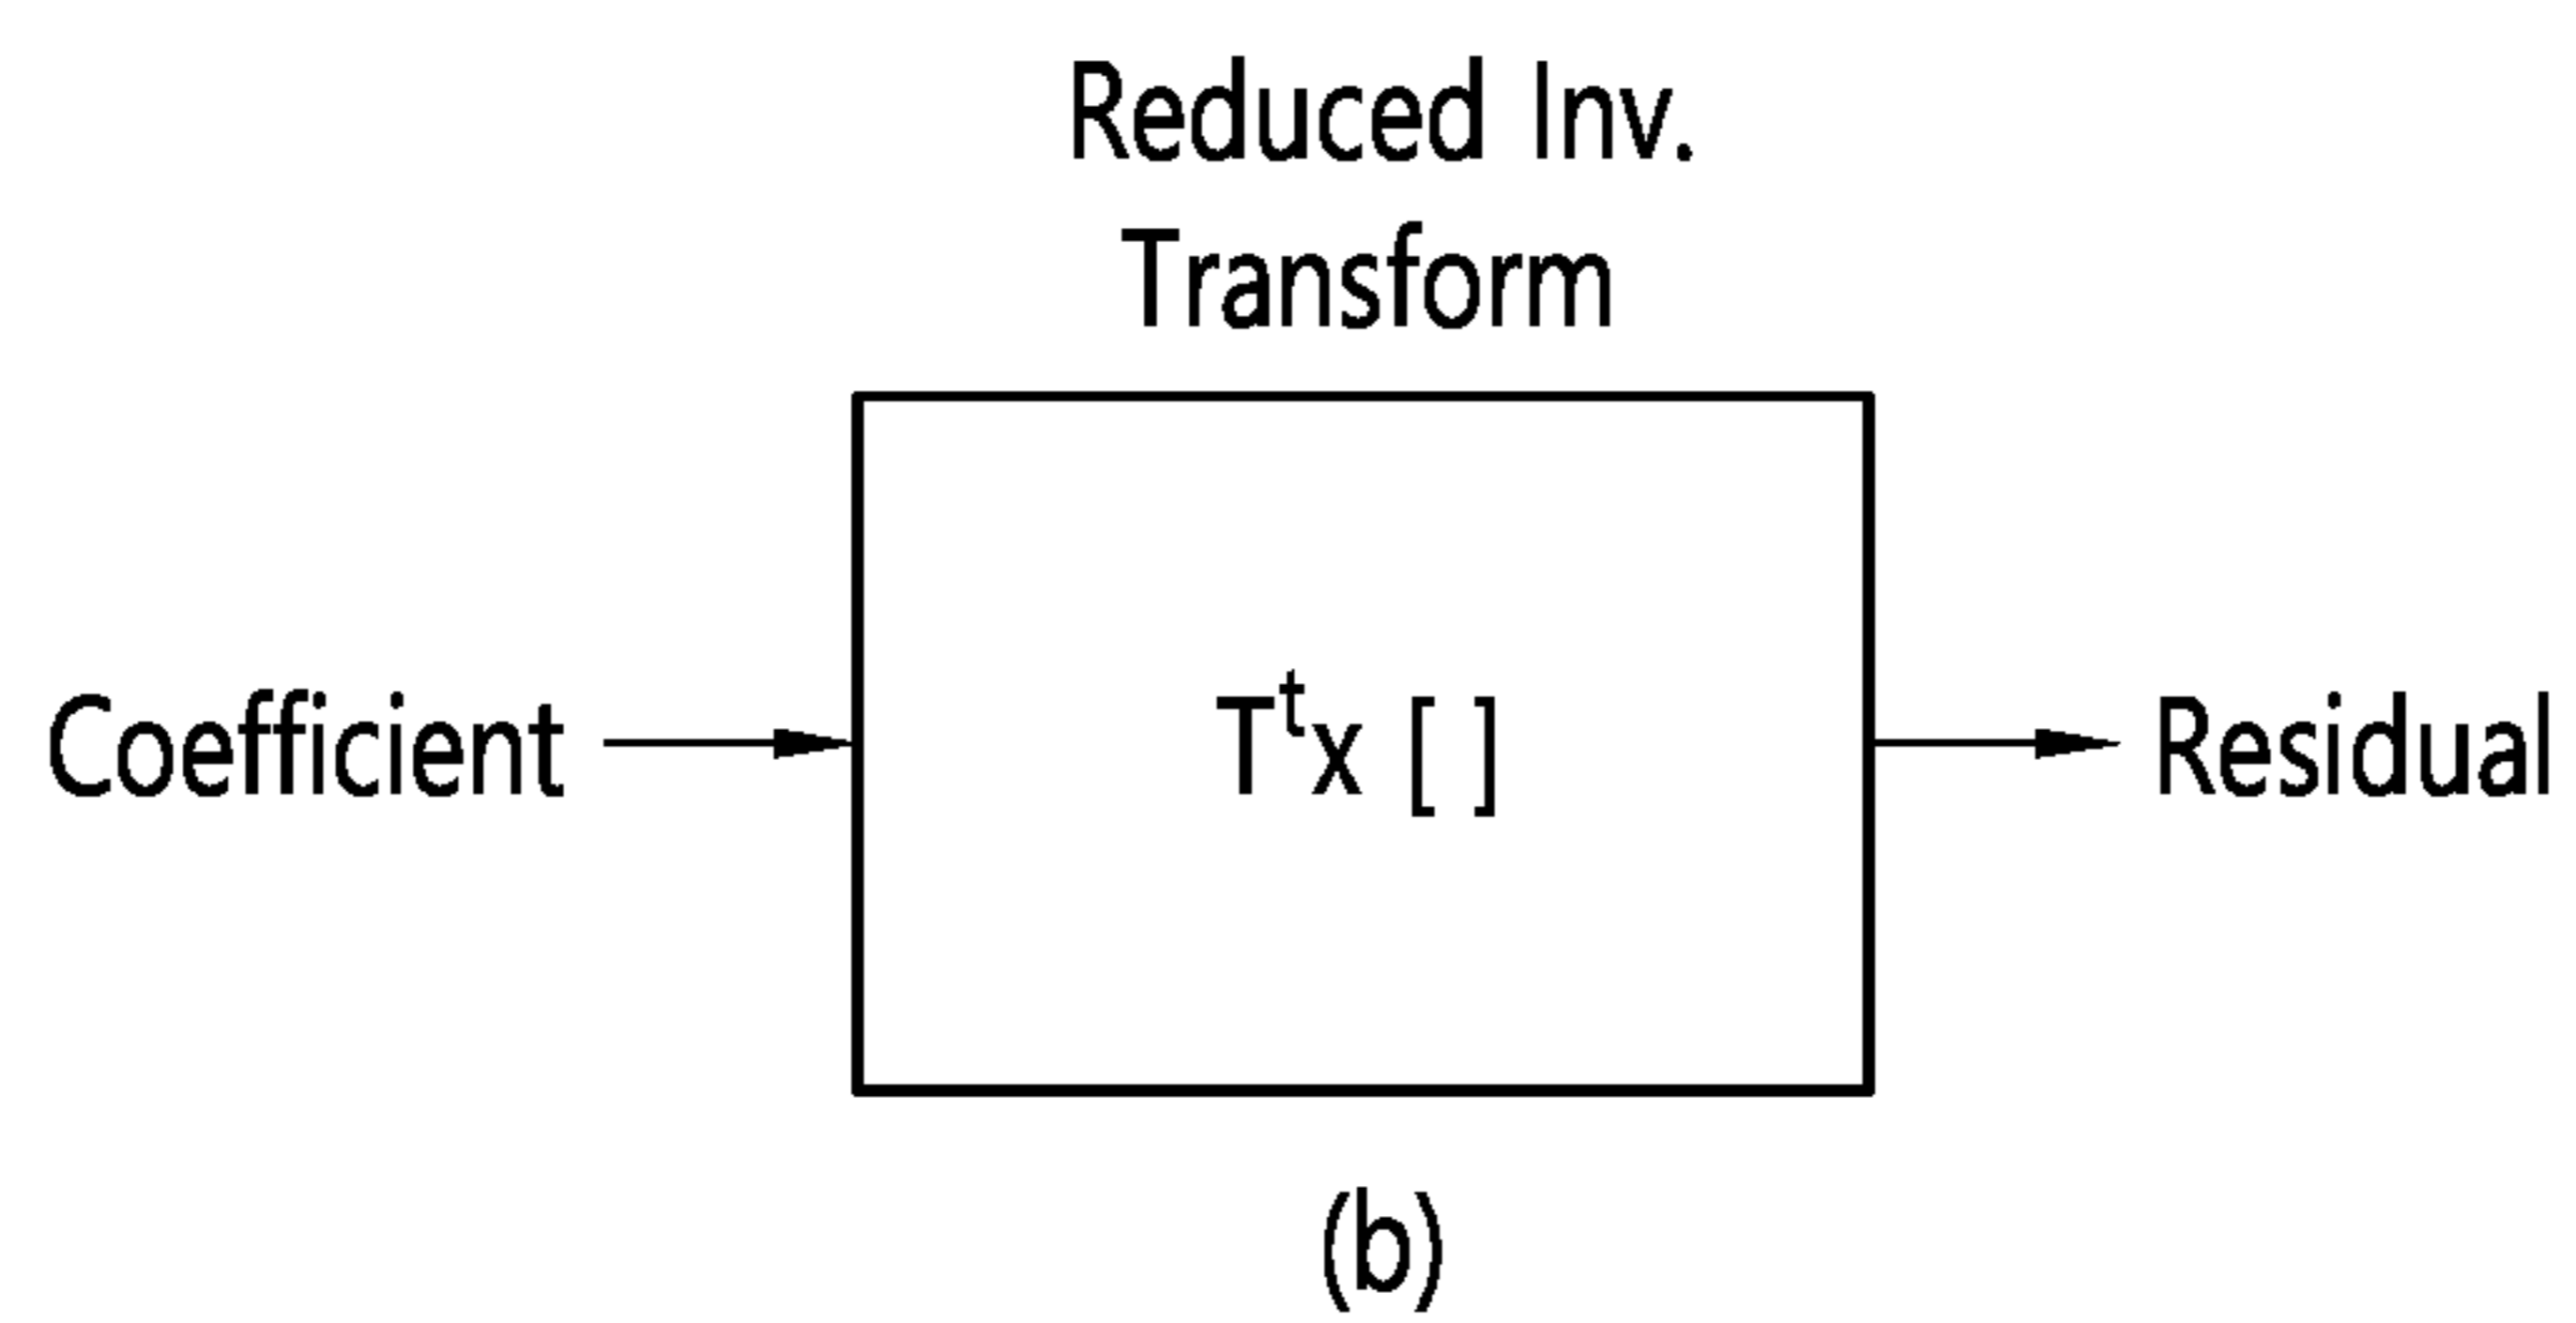 Reduced Inv.
Transform
Coefficient
Tᵗx [ ]
Residual
(b)